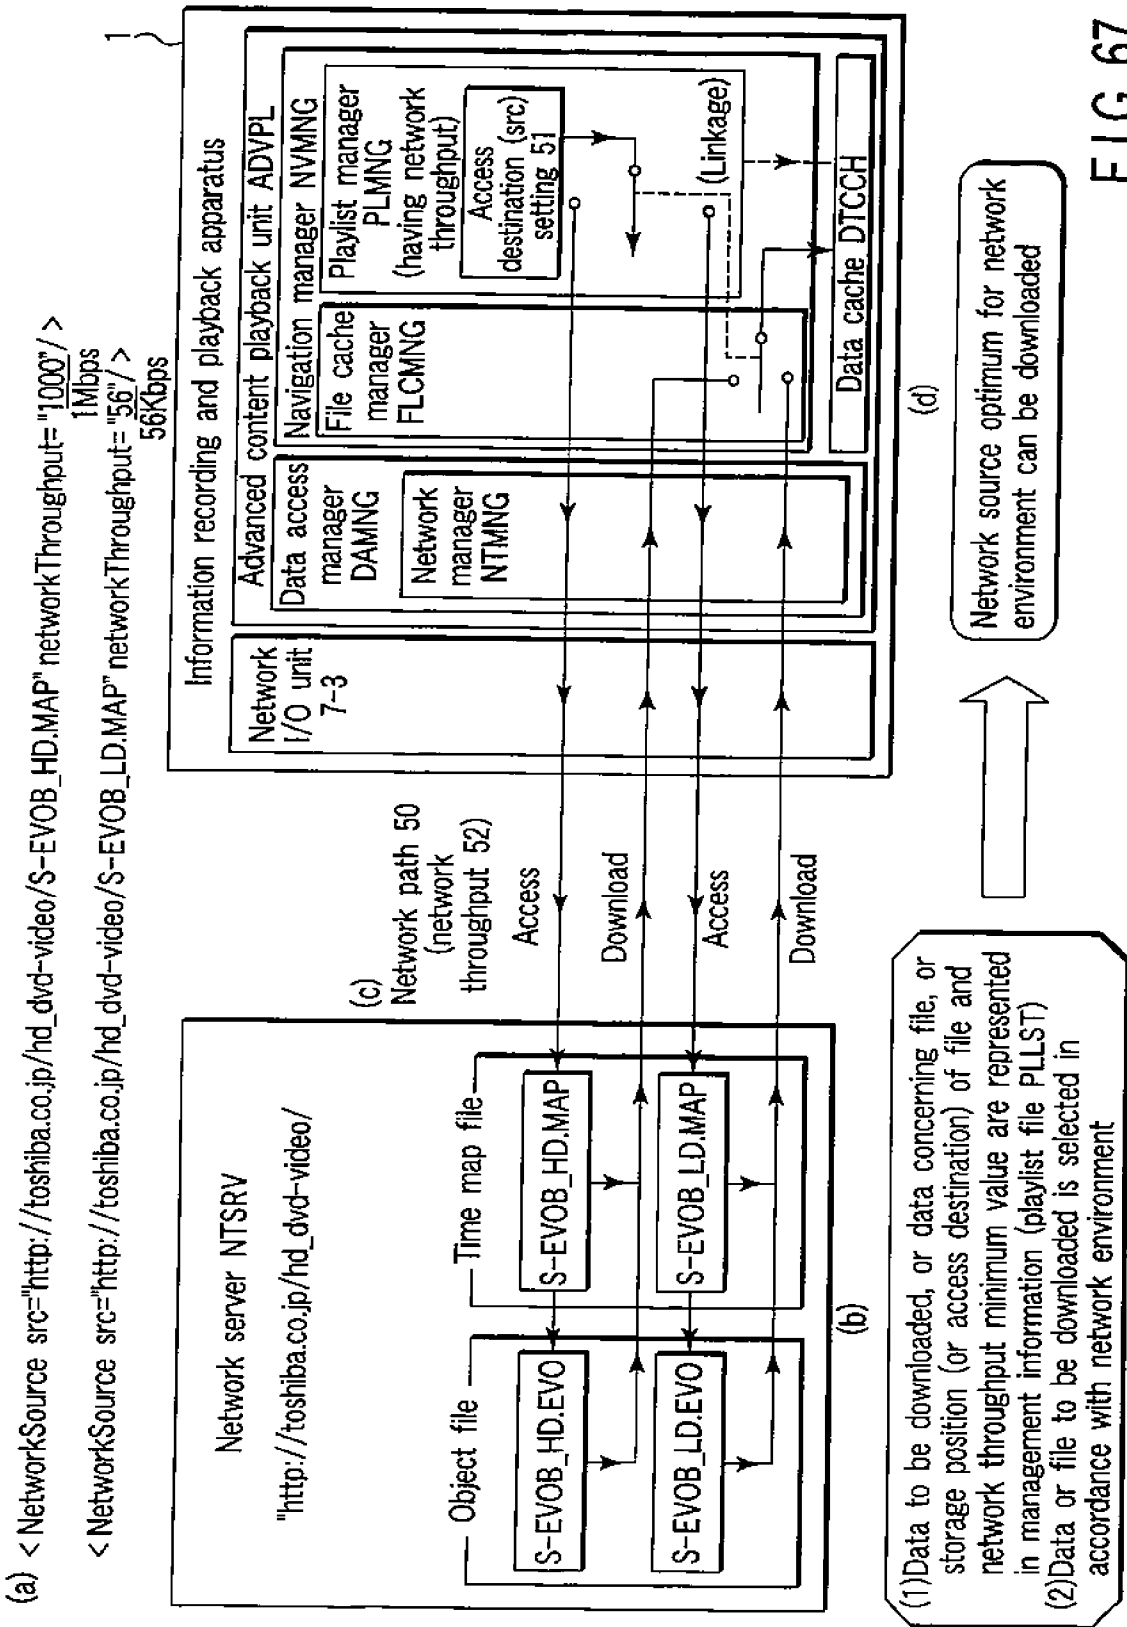 (a) <NetworkSource src="http://toshiba.co.jp/hd_dvd-video/S-EVOB_HD.MAP" networkThroughput="1000"/>
1Mbps
<NetworkSource src="http://toshiba.co.jp/hd_dvd-video/S-EVOB_LD.MAP" networkThroughput="56"/>
56Kbps
Network server NTSRV
"http://toshiba.co.jp/hd_dvd-video/
Object file
Time map file
S-EVOB_HD.EVO
S-EVOB_HD.MAP
S-EVOB_LD.EVO
S-EVOB_LD.MAP
(b)
(c)
Network path 50
(network
throughput 52)
Access
Download
Access
Download
1
Information recording and playback apparatus
Network
I/O unit
7-3
Advanced content playback unit ADVPL
Data access
manager
DAMNG
Network
manager
NTMNG
Navigation manager NVMNG
File cache
manager
FLCMNG
Playlist manager
PLMNG
(having network
throughput)
Access
destination (src)
setting 51
(Linkage)
Data cache DTCCH
(d)
(1)Data to be downloaded, or data concerning file, or
storage position (or access destination) of file and
network throughput minimum value are represented
in management information (playlist file PLLST)
(2)Data or file to be downloaded is selected in
accordance with network environment
Network source optimum for network
environment can be downloaded
FIG. 67